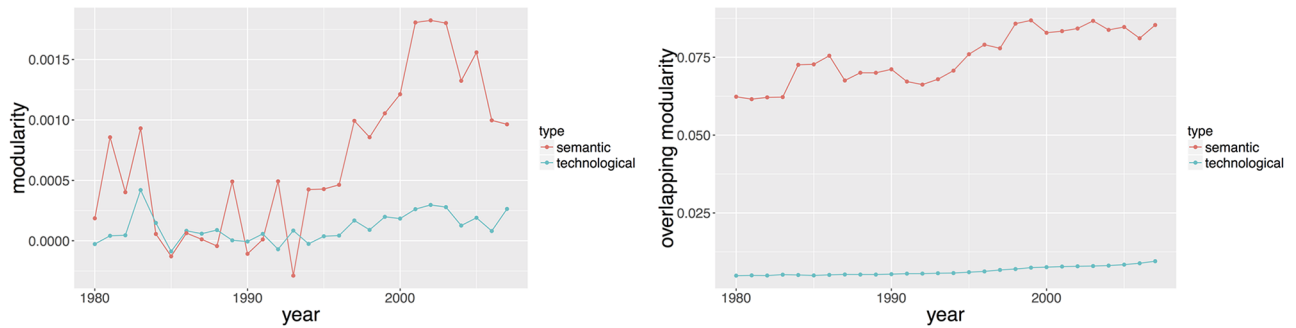 modularity
0.0015
0.0010
0.0005
0.0000
1980
1990
2000
year
type
semantic
technological
overlapping modularity
0.075
0.050
0.025
1980
1990
2000
year
type
semantic
technological